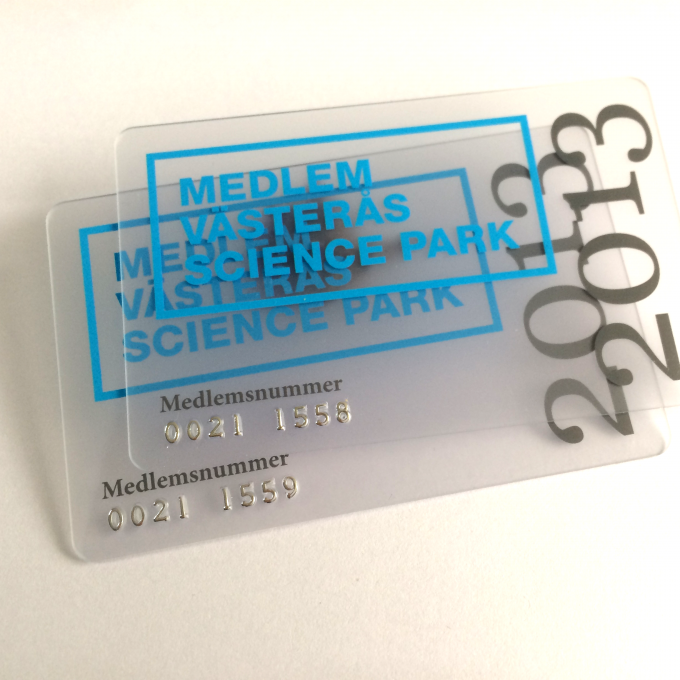 MEDLEM
VÄSTERÅS
SCIENCE PARK
2013
Medlemsnummer
0021 1558
MEDLEM
VÄSTERÅS
SCIENCE PARK
2013
Medlemsnummer
0021 1559